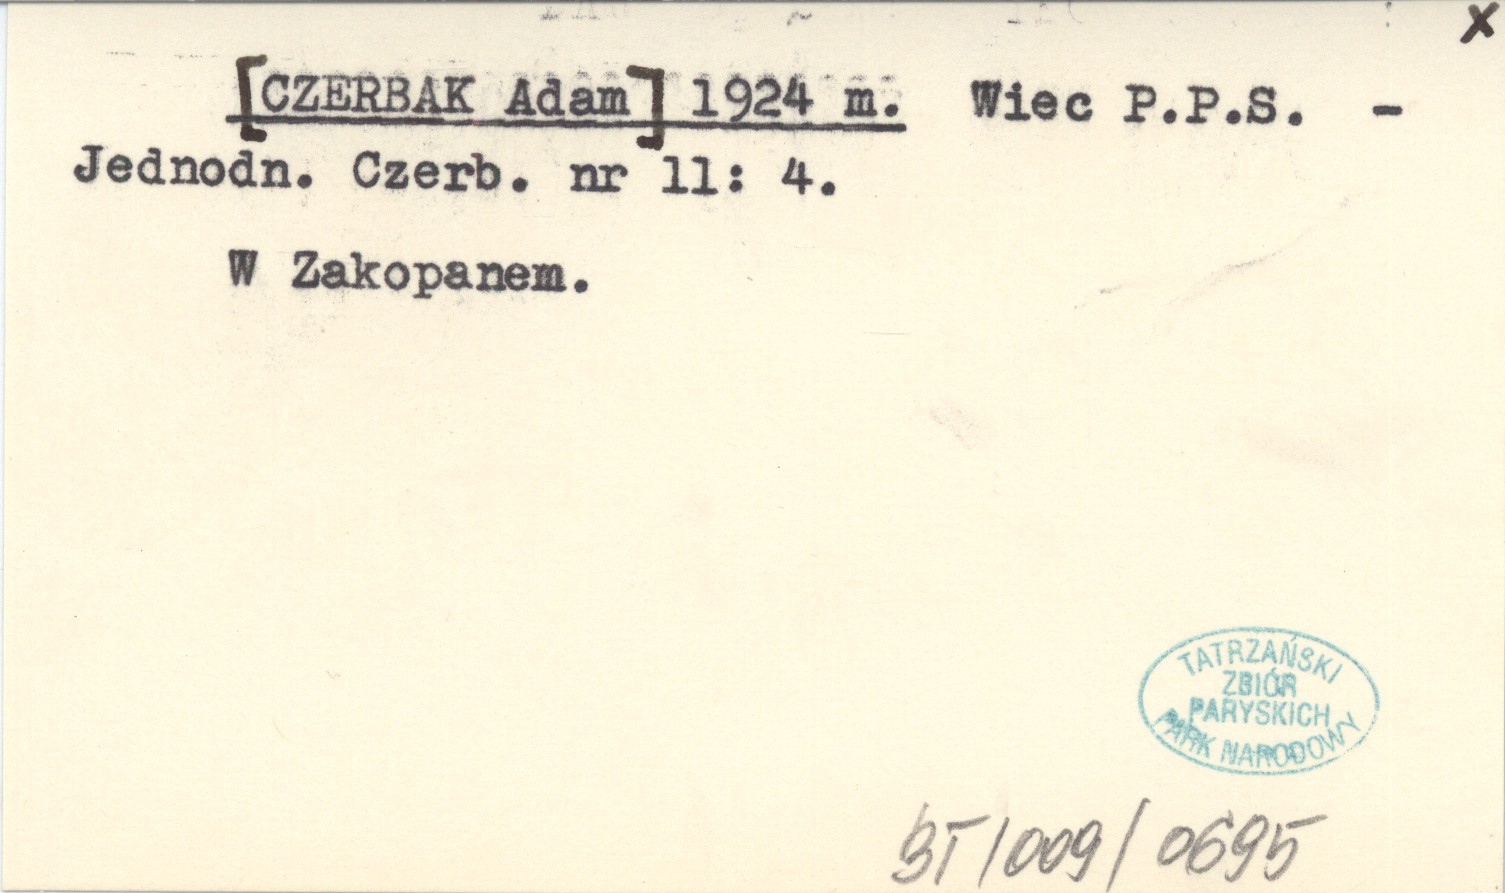 x
[CZERBAK Adam] 1924 m. Wiec P.P.S. -
Jednodn. Czerb. nr 11: 4.
W Zakopanem.
TATRZAŃSKI
ZBIÓR
PARYSKICH
PARK NARODOWY
BT/009/0695